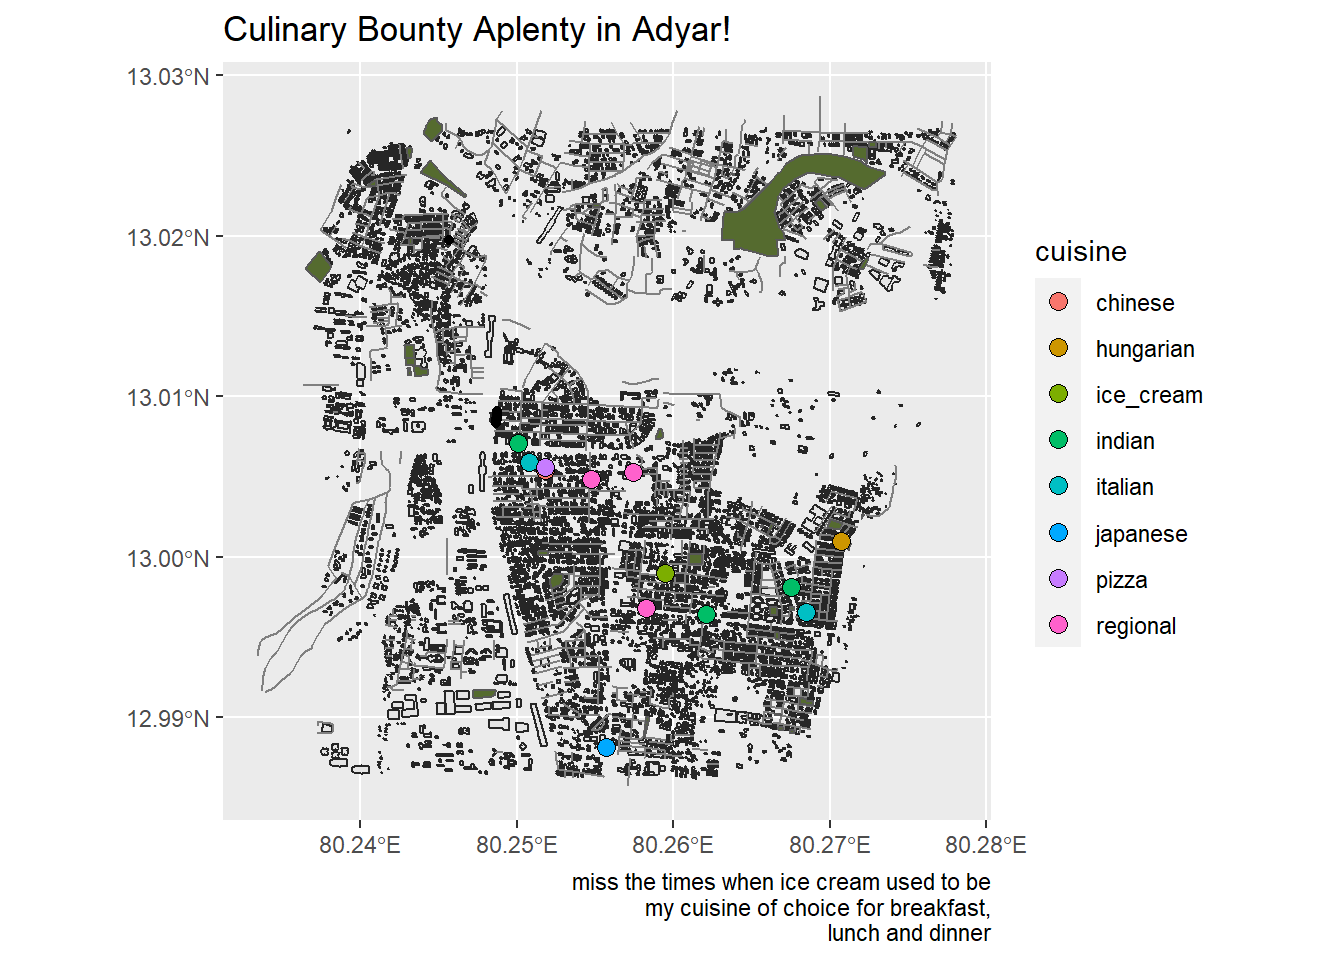 Culinary Bounty Aplenty in Adyar!
13.03°N
13.02°N
13.01°N
13.00°N
12.99°N
80.24°E
80.25°E
80.26°E
80.27°E
80.28°E
cuisine
chinese
hungarian
ice_cream
indian
italian
japanese
pizza
regional
miss the times when ice cream used to be
my cuisine of choice for breakfast,
lunch and dinner